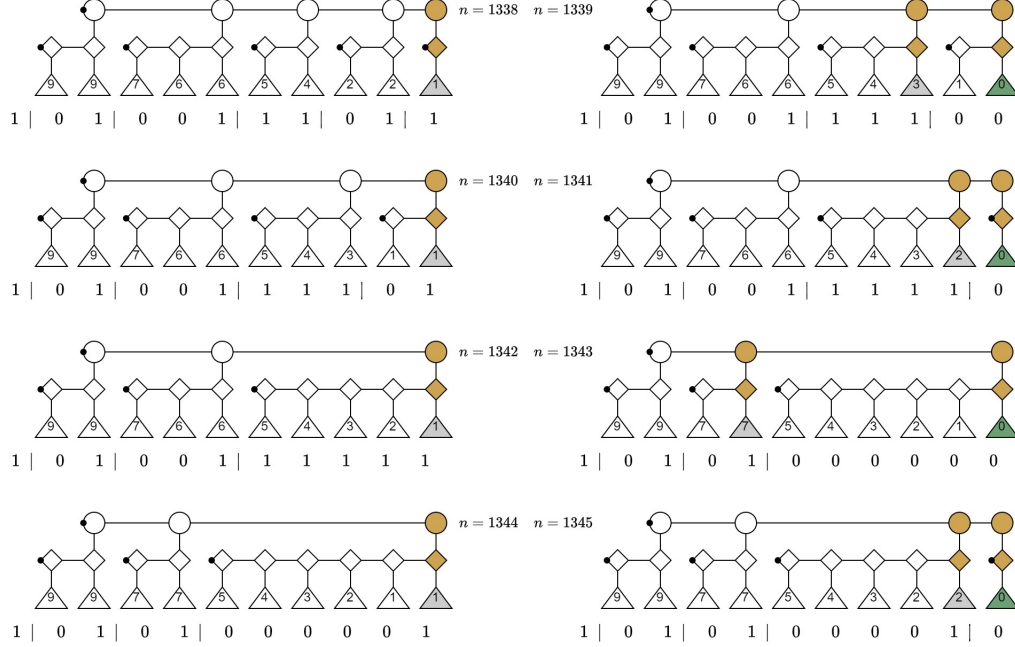 n = 1338 n = 1339
9 9 7 6 6 5 4 2 2 1 9 9 7 6 6 5 4 3 1 0
1 | 0 1 | 0 0 1 | 1 1 | 0 1 | 1 1 | 0 1 | 0 0 1 | 1 1 1 | 0 0
n = 1340 n = 1341
9 9 7 6 6 5 4 3 1 1 9 9 7 6 6 5 4 3 2 0
1 | 0 1 | 0 0 1 | 1 1 1 | 0 1 1 | 0 1 | 0 0 1 | 1 1 1 1 | 0
n = 1342 n = 1343
9 9 7 6 6 5 4 3 2 1 9 9 7 7 5 4 3 2 1 0
1 | 0 1 | 0 0 1 | 1 1 1 1 1 1 | 0 1 | 0 1 | 0 0 0 0 0 0
n = 1344 n = 1345
9 9 7 7 5 4 3 2 1 1 9 9 7 7 5 4 3 2 2 0
1 | 0 1 | 0 1 | 0 0 0 0 0 1 1 | 0 1 | 0 1 | 0 0 0 0 1 | 0